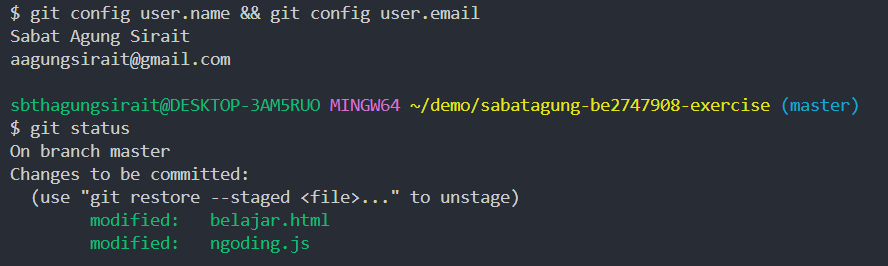 $ git config user.name && git config user.email
Sabat Agung Sirait
aagungsirait@gmail.com
sbthagungsirait@DESKTOP-3AM5RUO MINGW64 ~/demo/sabatagung-be2747908-exercise (master)
$ git status
On branch master
Changes to be committed:
  (use "git restore --staged <file>..." to unstage)
        modified:   belajar.html
        modified:   ngoding.js